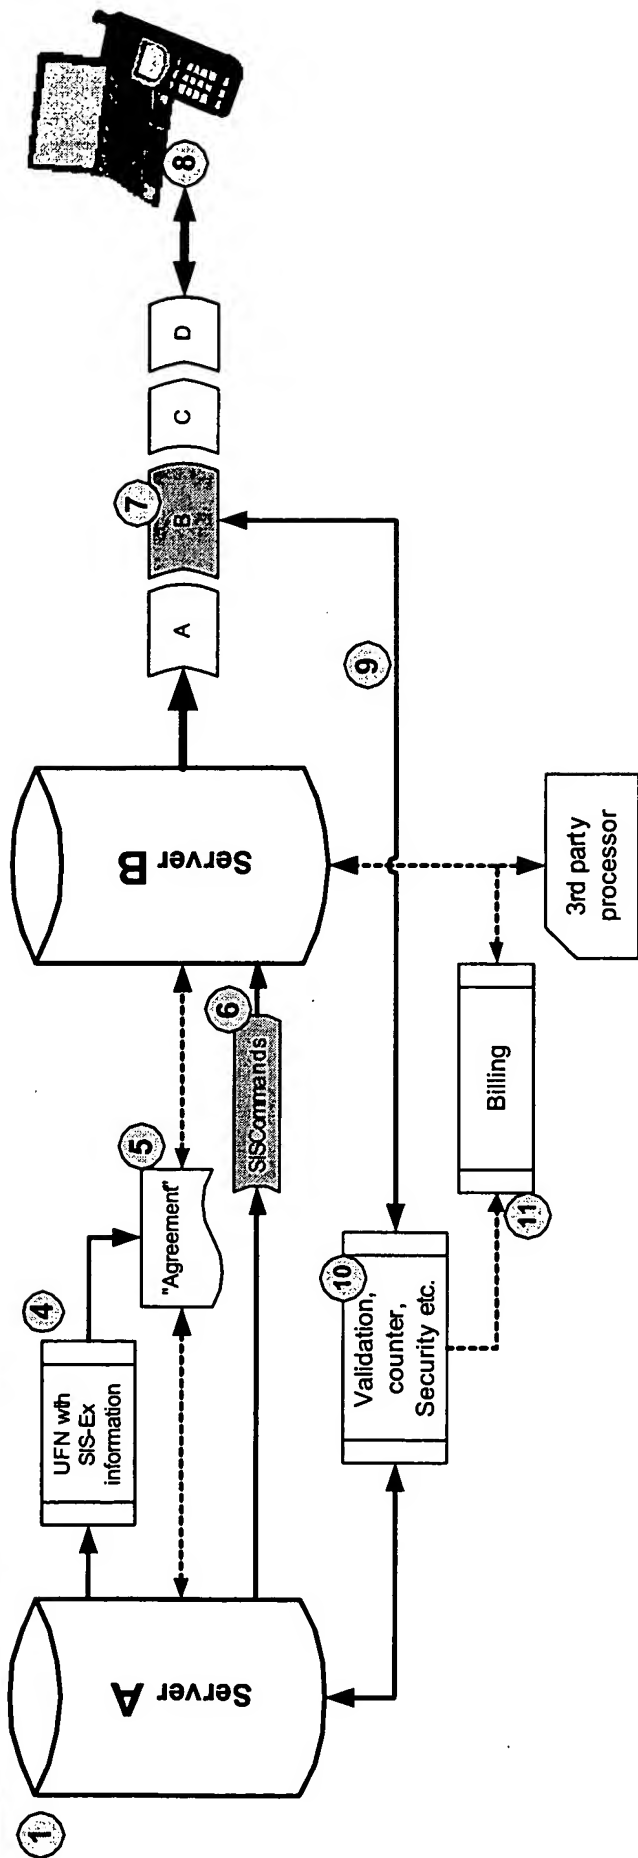 1
Server A
4
UFN with
SIS-Ex
information
5
"Agreement"
6
SISCommands
Server B
A
7
B
C
D
8
9
10
Validation,
counter,
Security etc.
11
Billing
3rd party
processor